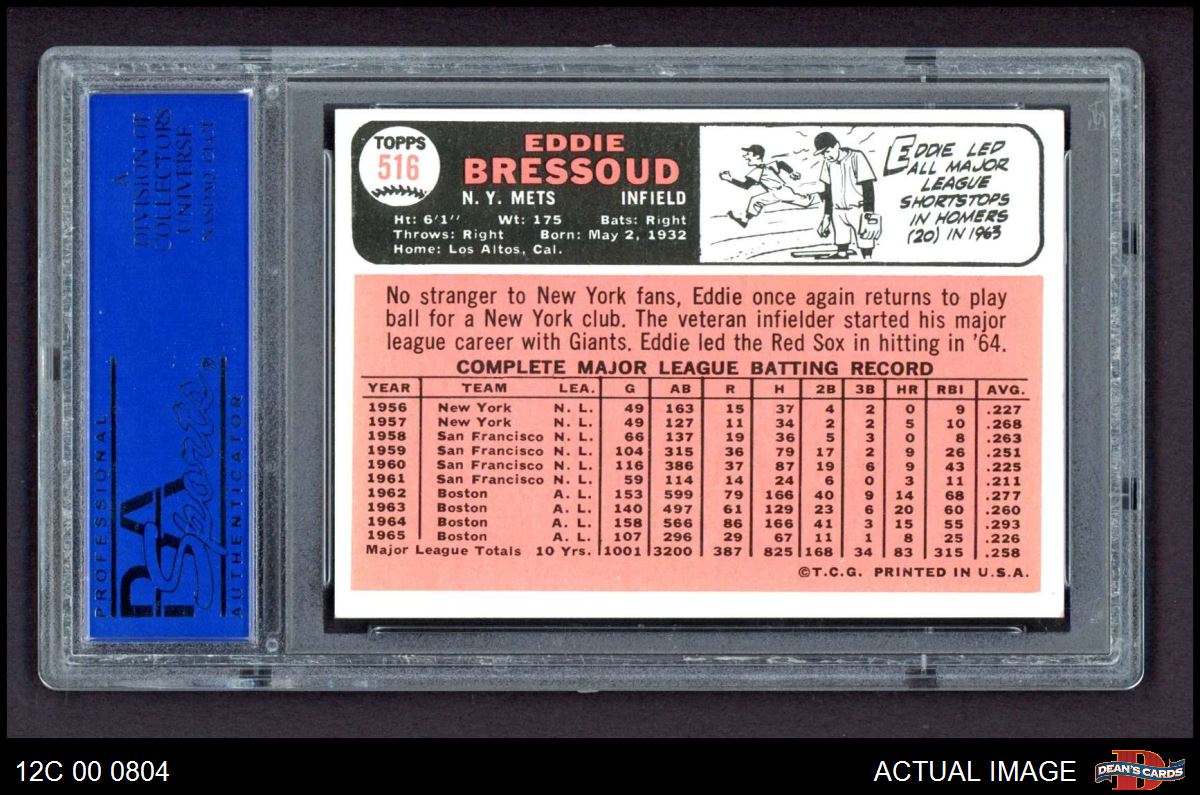 A
DIVISION OF
COLLECTORS
UNIVERSE
NASDAQ: CLCT
PROFESSIONAL
PSA
Sports
AUTHENTICATOR
TOPPS
516
EDDIE
BRESSOUD
N. Y. METS INFIELD
Ht: 6'1" Wt: 175 Bats: Right
Throws: Right Born: May 2, 1932
Home: Los Altos, Cal.
EDDIE LED
ALL MAJOR
LEAGUE
SHORTSTOPS
IN HOMERS
(20) IN 1963
No stranger to New York fans, Eddie once again returns to play
ball for a New York club. The veteran infielder started his major
league career with Giants. Eddie led the Red Sox in hitting in '64.
COMPLETE MAJOR LEAGUE BATTING RECORD
YEAR TEAM LEA. G AB R H 2B 3B HR RBI AVG.
1956 New York N. L. 49 163 15 37 4 2 0 9 .227
1957 New York N. L. 49 127 11 34 2 2 5 10 .268
1958 San Francisco N. L. 66 137 19 36 5 3 0 8 .263
1959 San Francisco N. L. 104 315 36 79 17 2 9 26 .251
1960 San Francisco N. L. 116 386 37 87 19 6 9 43 .225
1961 San Francisco N. L. 59 114 14 24 6 0 3 11 .211
1962 Boston A. L. 153 599 79 166 40 9 14 68 .277
1963 Boston A. L. 140 497 61 129 23 6 20 60 .260
1964 Boston A. L. 158 566 86 166 41 3 15 55 .293
1965 Boston A. L. 107 296 29 67 11 1 8 25 .226
Major League Totals 10 Yrs. 1001 3200 387 825 168 34 83 315 .258
©T.C.G. PRINTED IN U.S.A.
12C 00 0804
ACTUAL IMAGE
D
DEAN'S CARDS